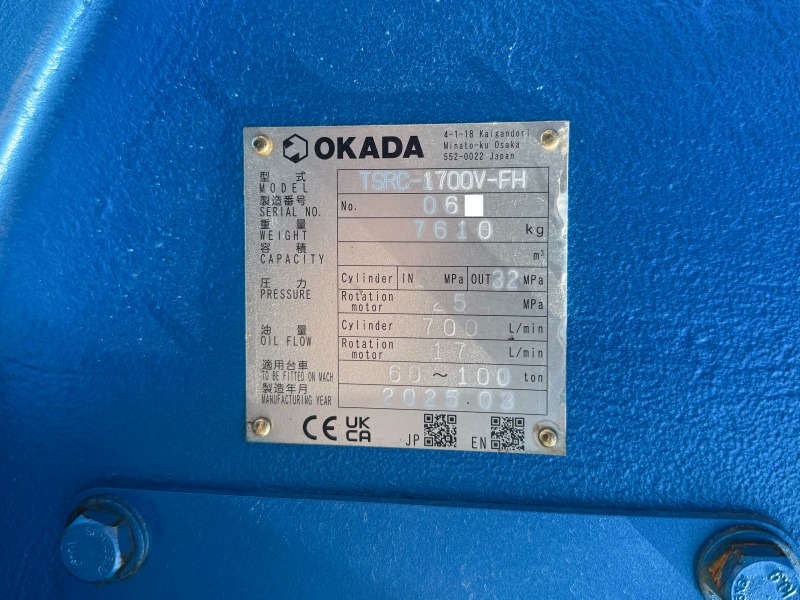 OKADA
4-1-18 Kaigandori
Minato-ku Osaka
552-0022 Japan
型式 TSRC-1700V-FH
MODEL
製造番号 No. 06
SERIAL NO.
重量 7610 kg
WEIGHT
容積 m³
CAPACITY
圧力 Cylinder IN MPa OUT 32 MPa
PRESSURE Rotation motor 25 MPa
油量 Cylinder 700 L/min
OIL FLOW Rotation motor 17 L/min
適用台車 60~100 ton
TO BE FITTED ON MACH
製造年月 2025
MANUFACTURING YEAR
CE UKCA JP EN